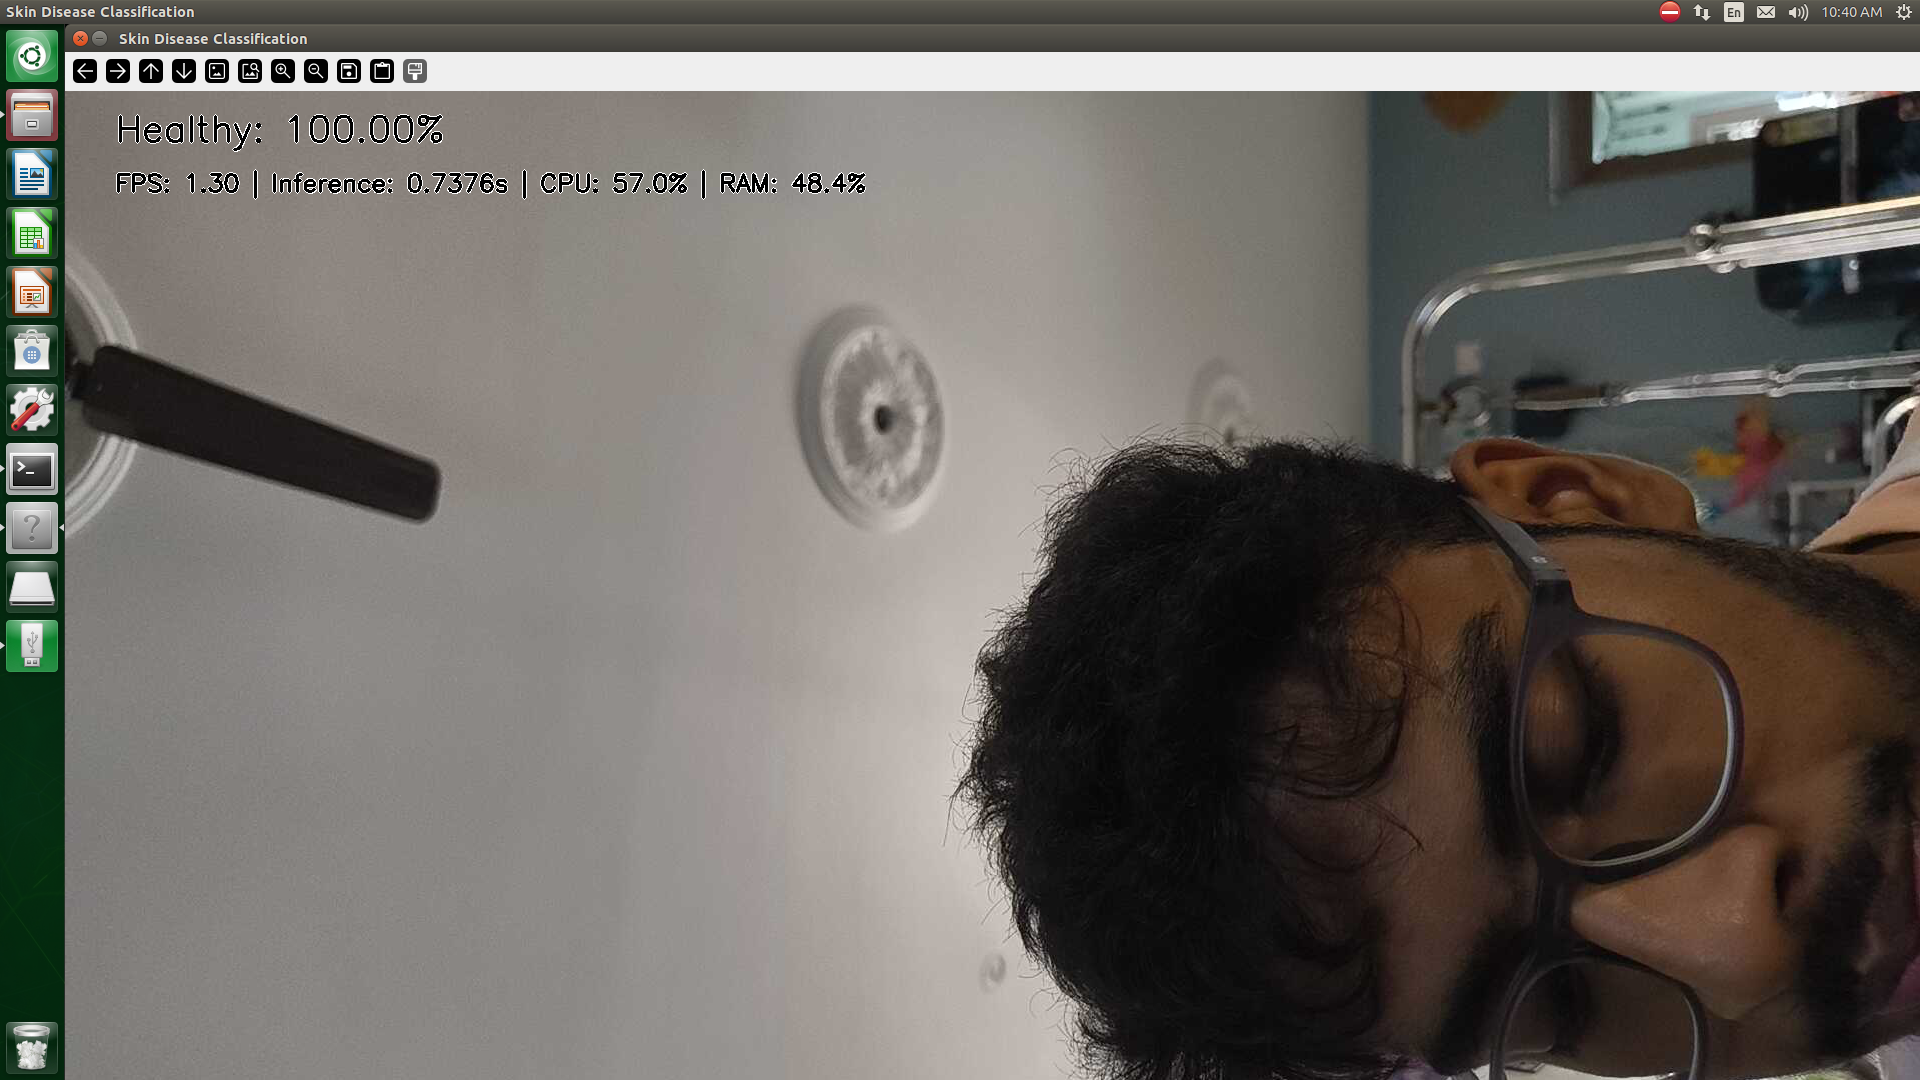 Skin Disease Classification
En
10:40 AM
Skin Disease Classification
Healthy: 100.00%
FPS: 1.30 | Inference: 0.7376s | CPU: 57.0% | RAM: 48.4%